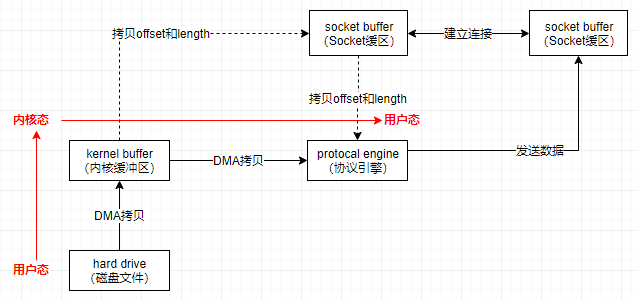 socket buffer
（Socket缓区）
建立连接
socket buffer
（Socket缓区）
拷贝offset和length
拷贝offset和length
内核态
用户态
kernel buffer
（内核缓冲区）
DMA拷贝
protocal engine
（协议引擎）
发送数据
DMA拷贝
用户态
hard drive
（磁盘文件）